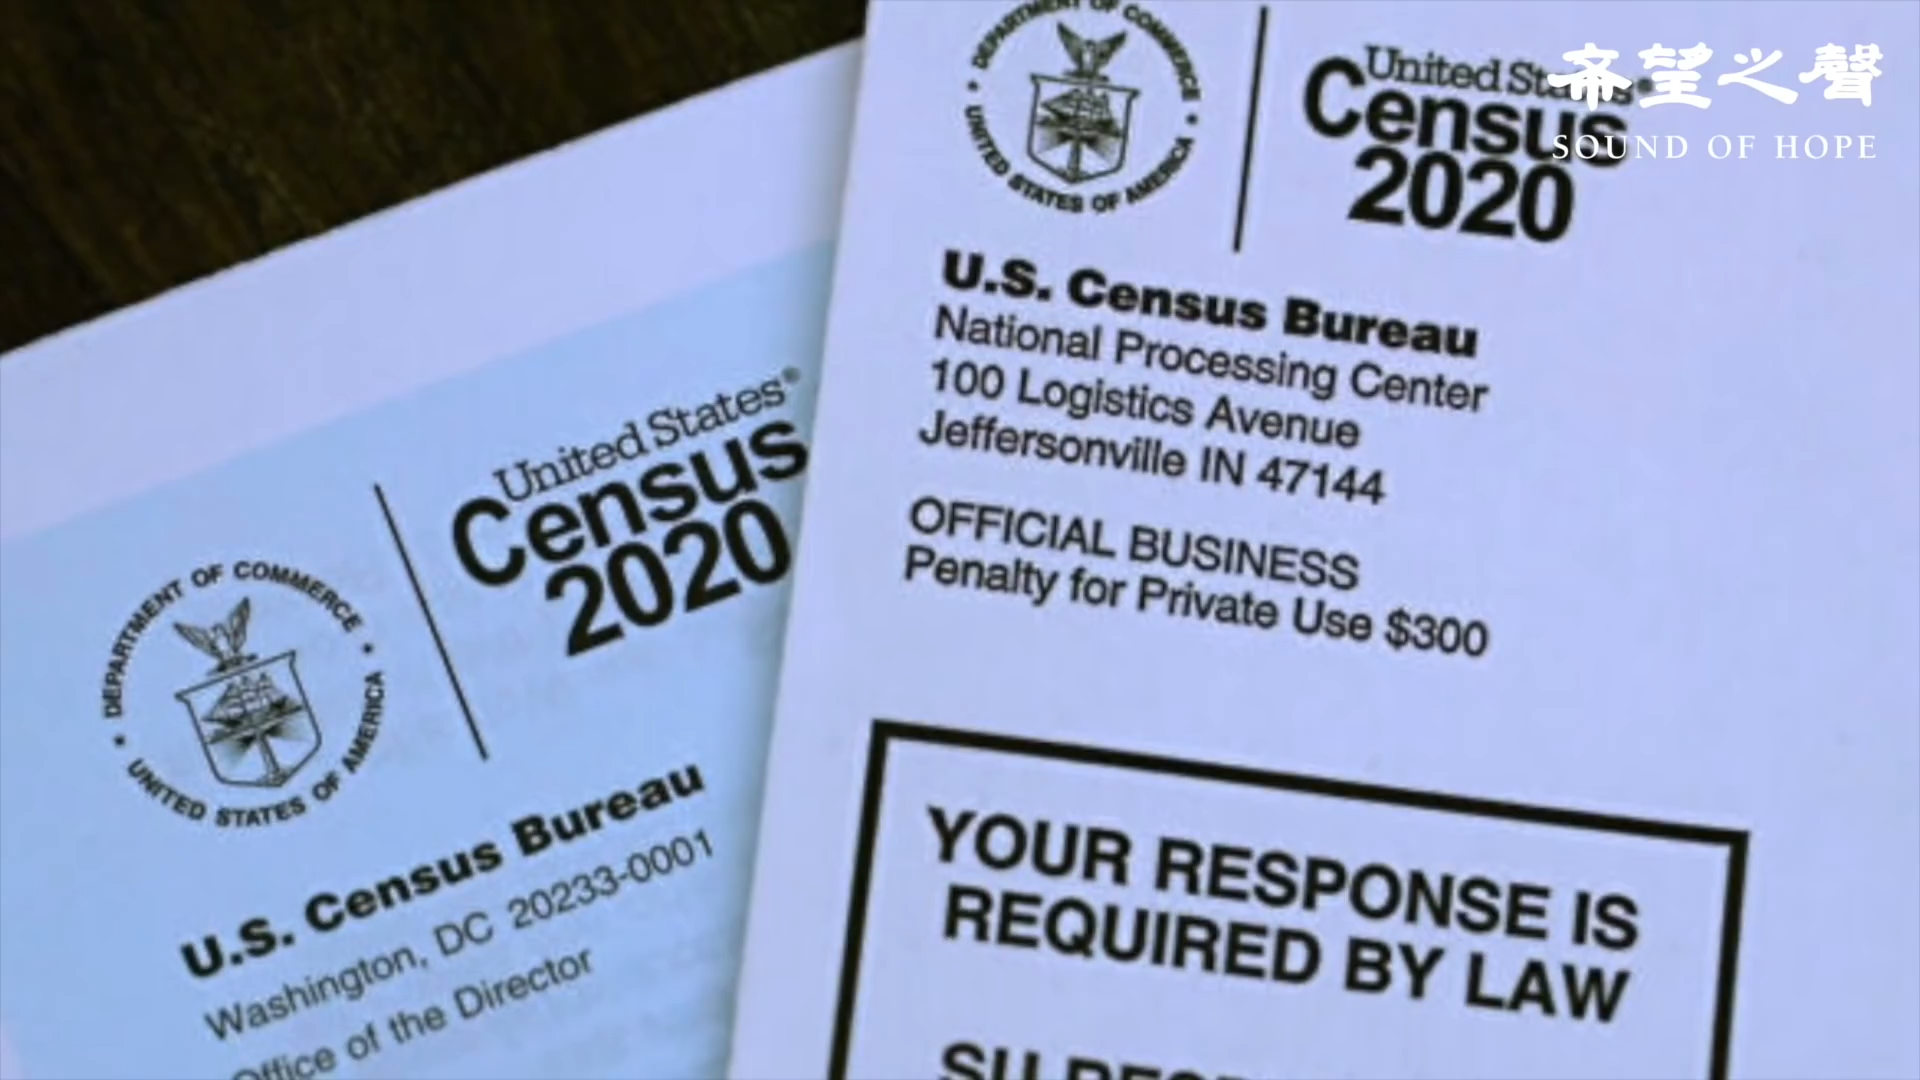 DEPARTMENT OF COMMERCE
UNITED STATES OF AMERICA
United States®
Census
2020
U.S. Census Bureau
Washington, DC 20233-0001
Office of the Director
DEPARTMENT OF COMMERCE
UNITED STATES OF AMERICA
United States®
Census
2020
U.S. Census Bureau
National Processing Center
100 Logistics Avenue
Jeffersonville IN 47144
OFFICIAL BUSINESS
Penalty for Private Use $300
YOUR RESPONSE IS
REQUIRED BY LAW
SU
希望之聲
SOUND OF HOPE